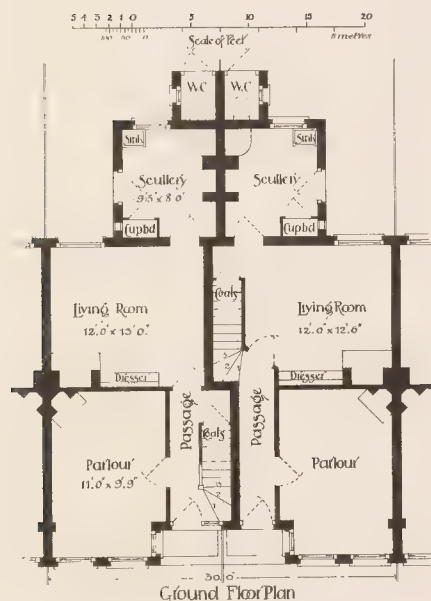 5 4 3 2 1 0 5 10 15 20
Scale of Feet
W.C W.C
Sink Sink
Scullery Scullery
9'.3" x 8'.0"
Cupbd Cupbd
Coals
Living Room Living Room
12'.0" x 13'.0" 12'.0" x 12'.6"
Dresser Dresser
Passage Coals Passage
Parlour Parlour
11'.0" x 9'.9"
30.0
Ground Floor Plan